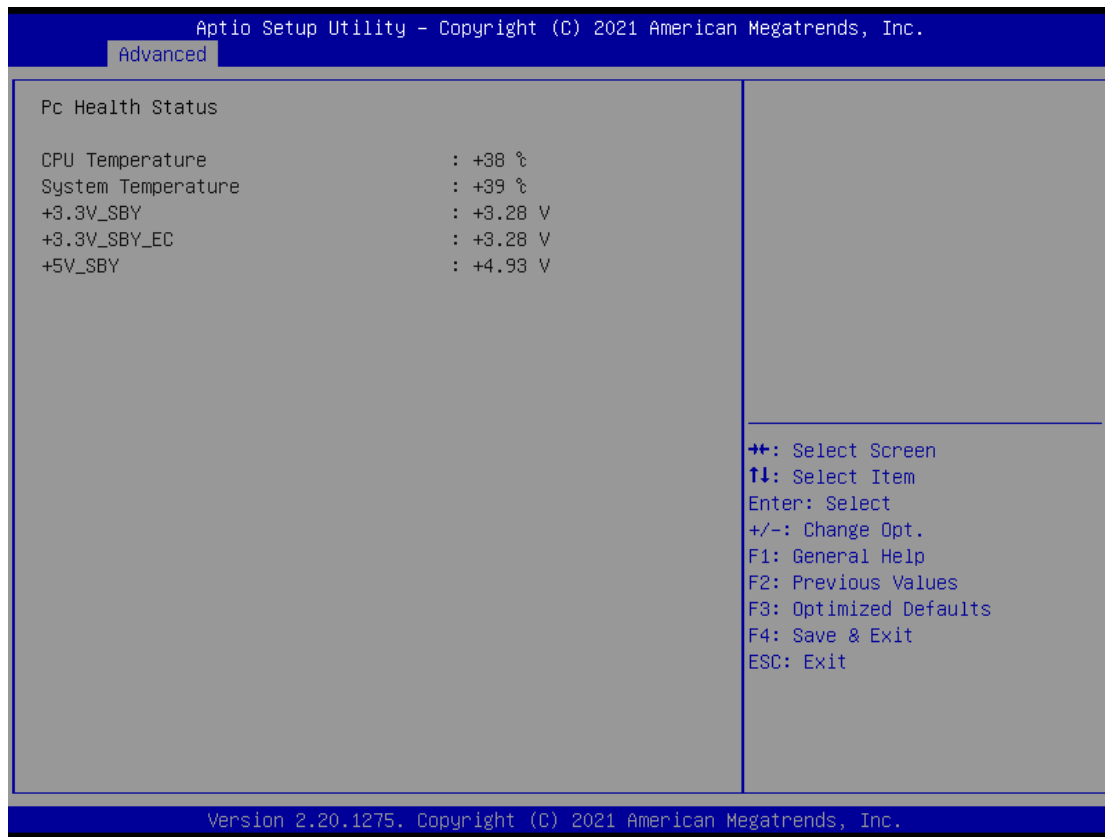 Aptio Setup Utility – Copyright (C) 2021 American Megatrends, Inc.
Advanced
Pc Health Status
CPU Temperature : +38 ℃
System Temperature : +39 ℃
+3.3V_SBY : +3.28 V
+3.3V_SBY_EC : +3.28 V
+5V_SBY : +4.93 V
→←: Select Screen
↑↓: Select Item
Enter: Select
+/-: Change Opt.
F1: General Help
F2: Previous Values
F3: Optimized Defaults
F4: Save & Exit
ESC: Exit
Version 2.20.1275. Copyright (C) 2021 American Megatrends, Inc.